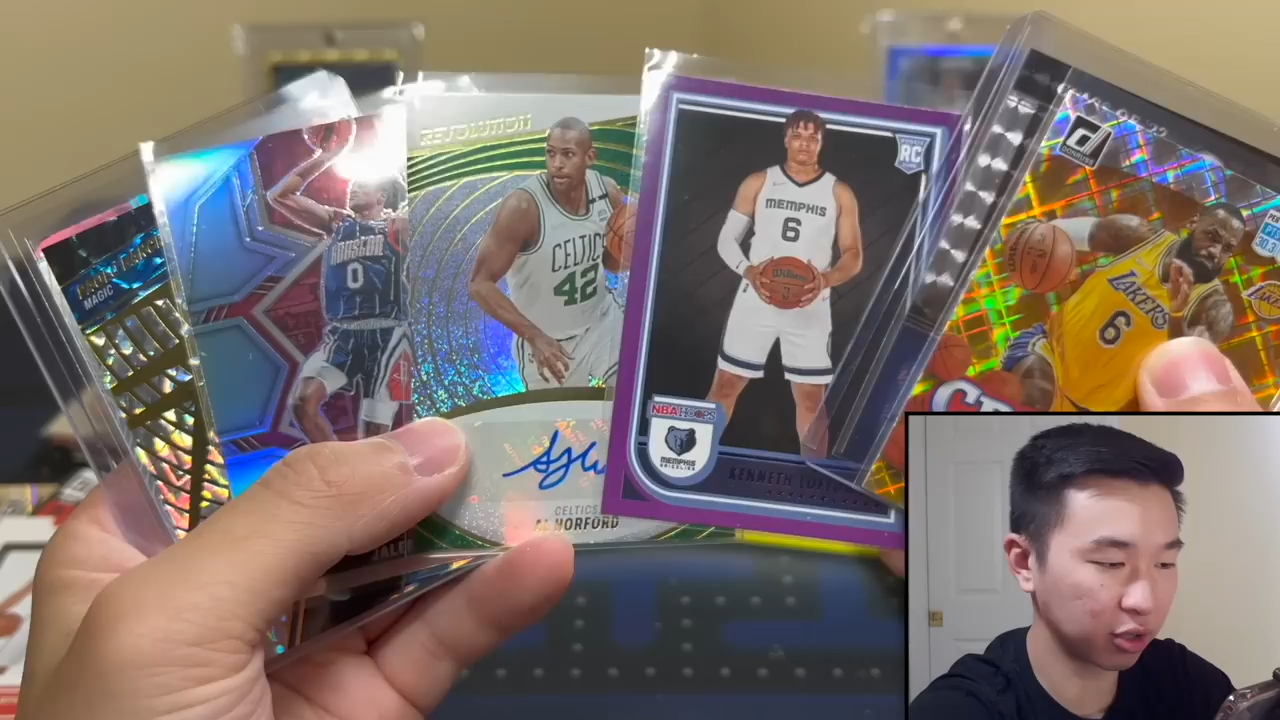 MAGIC
HOUSTON
0
REVOLUTION
CELTICS
42
CELTICS
AL HORFORD
RC
MEMPHIS
6
Wilson
NBA HOOPS
MEMPHIS
GRIZZLIES
KENNETH
DONRUSS
LAKERS
6